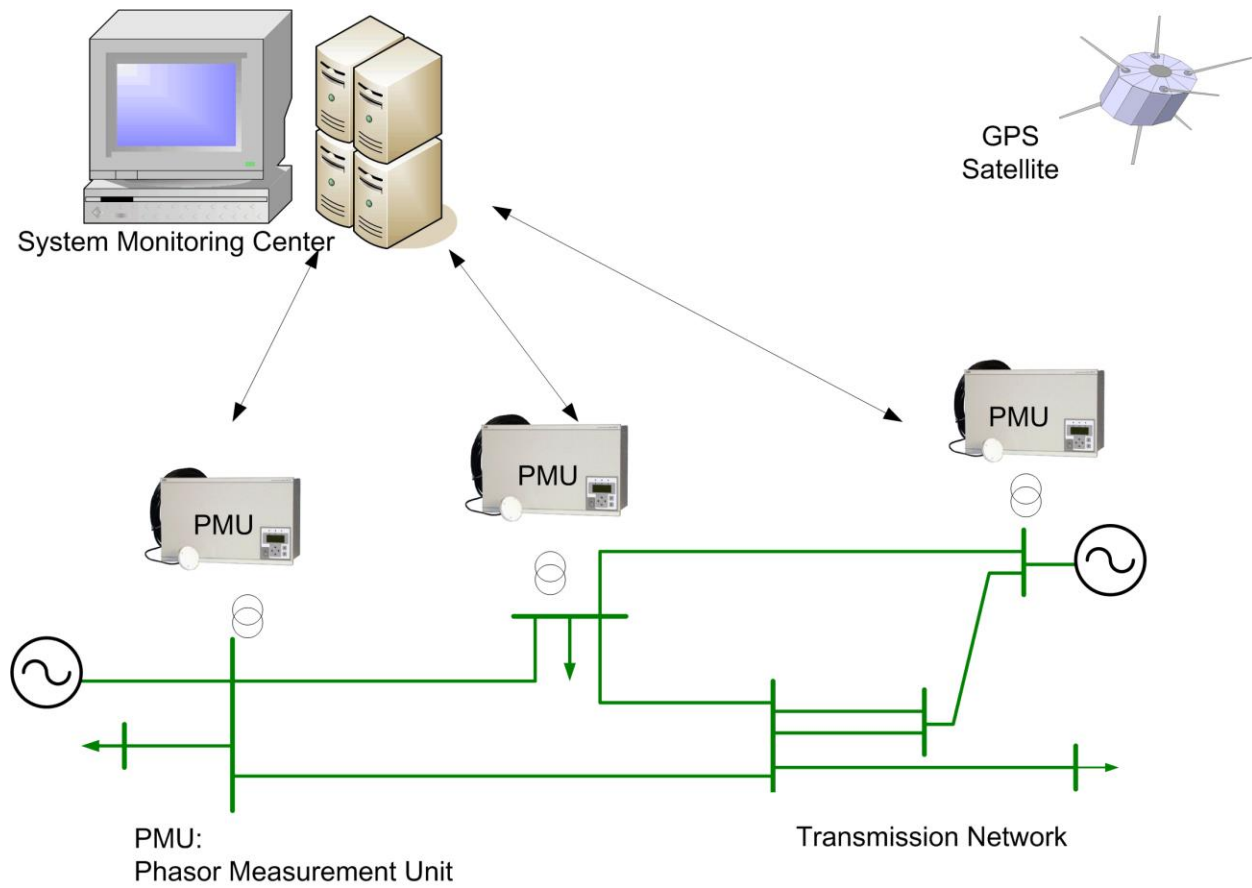 GPS
Satellite
System Monitoring Center
PMU
PMU
PMU
PMU:
Phasor Measurement Unit
Transmission Network